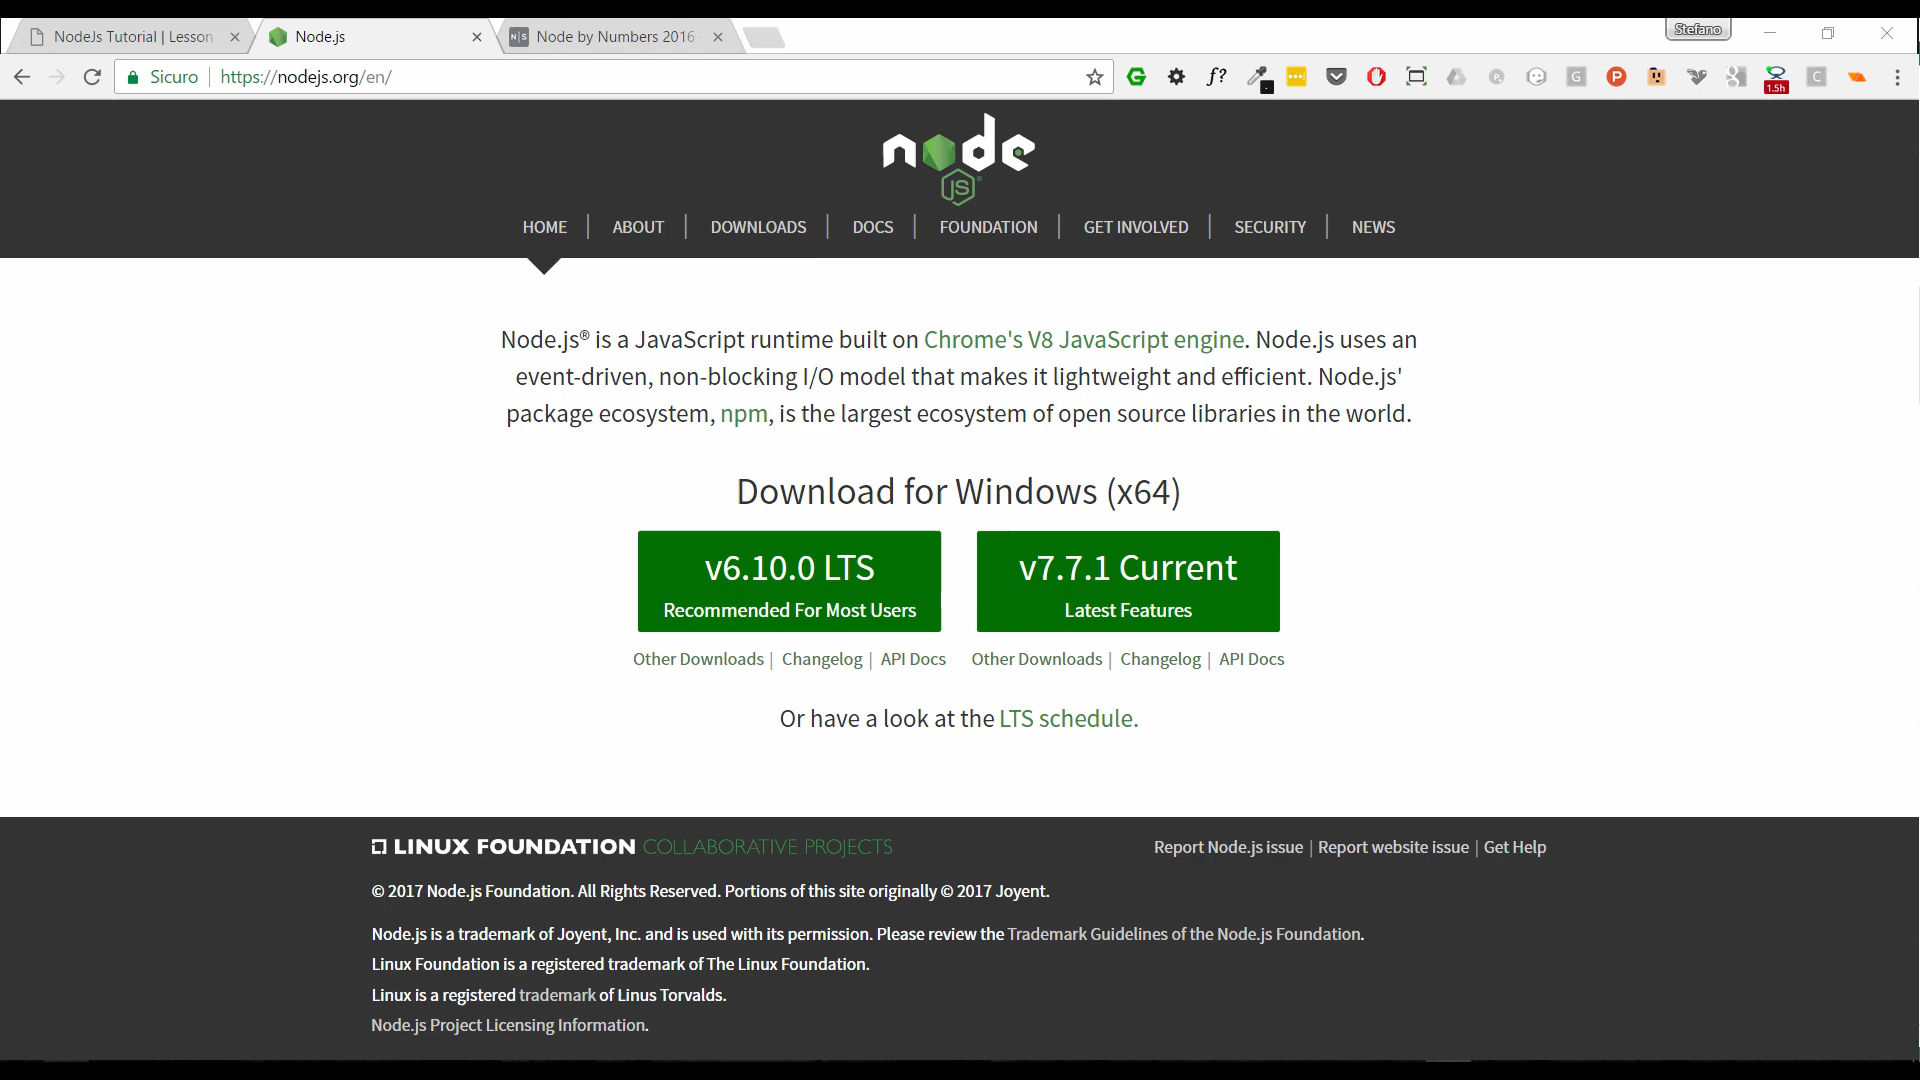 NodeJs Tutorial | Lesson
Node.js
Node by Numbers 2016
Stefano
Sicuro
https://nodejs.org/en/
f?
P
G
P
g
1.5h
C
node
JS
HOME | ABOUT | DOWNLOADS | DOCS | FOUNDATION | GET INVOLVED | SECURITY | NEWS
Node.js® is a JavaScript runtime built on Chrome's V8 JavaScript engine. Node.js uses an
event-driven, non-blocking I/O model that makes it lightweight and efficient. Node.js'
package ecosystem, npm, is the largest ecosystem of open source libraries in the world.
Download for Windows (x64)
v6.10.0 LTS
Recommended For Most Users
v7.7.1 Current
Latest Features
Other Downloads | Changelog | API Docs
Other Downloads | Changelog | API Docs
Or have a look at the LTS schedule.
LINUX FOUNDATION COLLABORATIVE PROJECTS
Report Node.js issue | Report website issue | Get Help
© 2017 Node.js Foundation. All Rights Reserved. Portions of this site originally © 2017 Joyent.
Node.js is a trademark of Joyent, Inc. and is used with its permission. Please review the Trademark Guidelines of the Node.js Foundation.
Linux Foundation is a registered trademark of The Linux Foundation.
Linux is a registered trademark of Linus Torvalds.
Node.js Project Licensing Information.